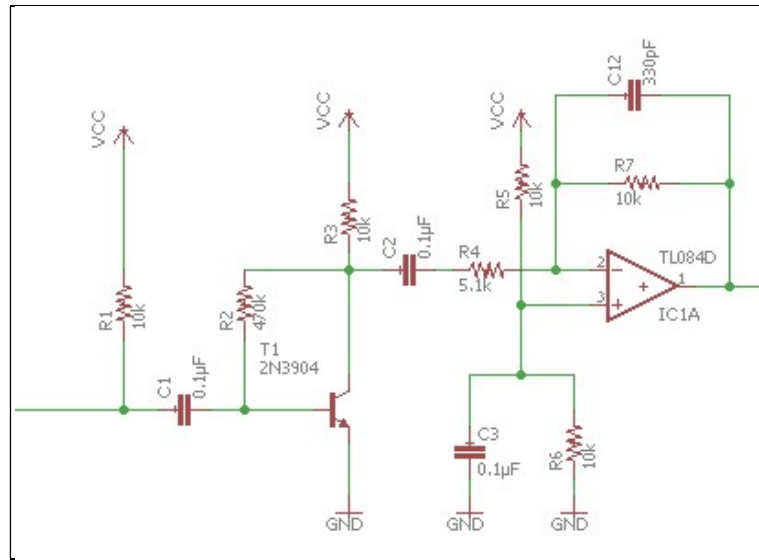 C12
330pF
VCC
VCC
VCC
R7
10k
R5
10k
R3
10k
C2
0.1µF
R4
5.1k
TL084D
2
1
3
IC1A
R1
10k
R2
470k
T1
2N3904
C1
0.1µF
C3
0.1µF
R6
10k
GND
GND
GND